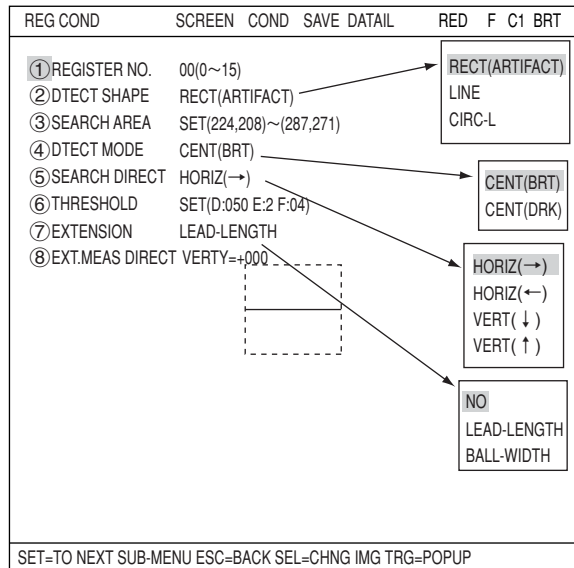 REG COND SCREEN COND SAVE DATAIL RED F C1 BRT
①REGISTER NO. 00(0~15)
②DTECT SHAPE RECT(ARTIFACT)
③SEARCH AREA SET(224,208)~(287,271)
④DTECT MODE CENT(BRT)
⑤SEARCH DIRECT HORIZ(→)
⑥THRESHOLD SET(D:050 E:2 F:04)
⑦EXTENSION LEAD-LENGTH
⑧EXT.MEAS DIRECT VERTY=+000
RECT(ARTIFACT)
LINE
CIRC-L
CENT(BRT)
CENT(DRK)
HORIZ(→)
HORIZ(←)
VERT(↓)
VERT(↑)
NO
LEAD-LENGTH
BALL-WIDTH
SET=TO NEXT SUB-MENU ESC=BACK SEL=CHNG IMG TRG=POPUP